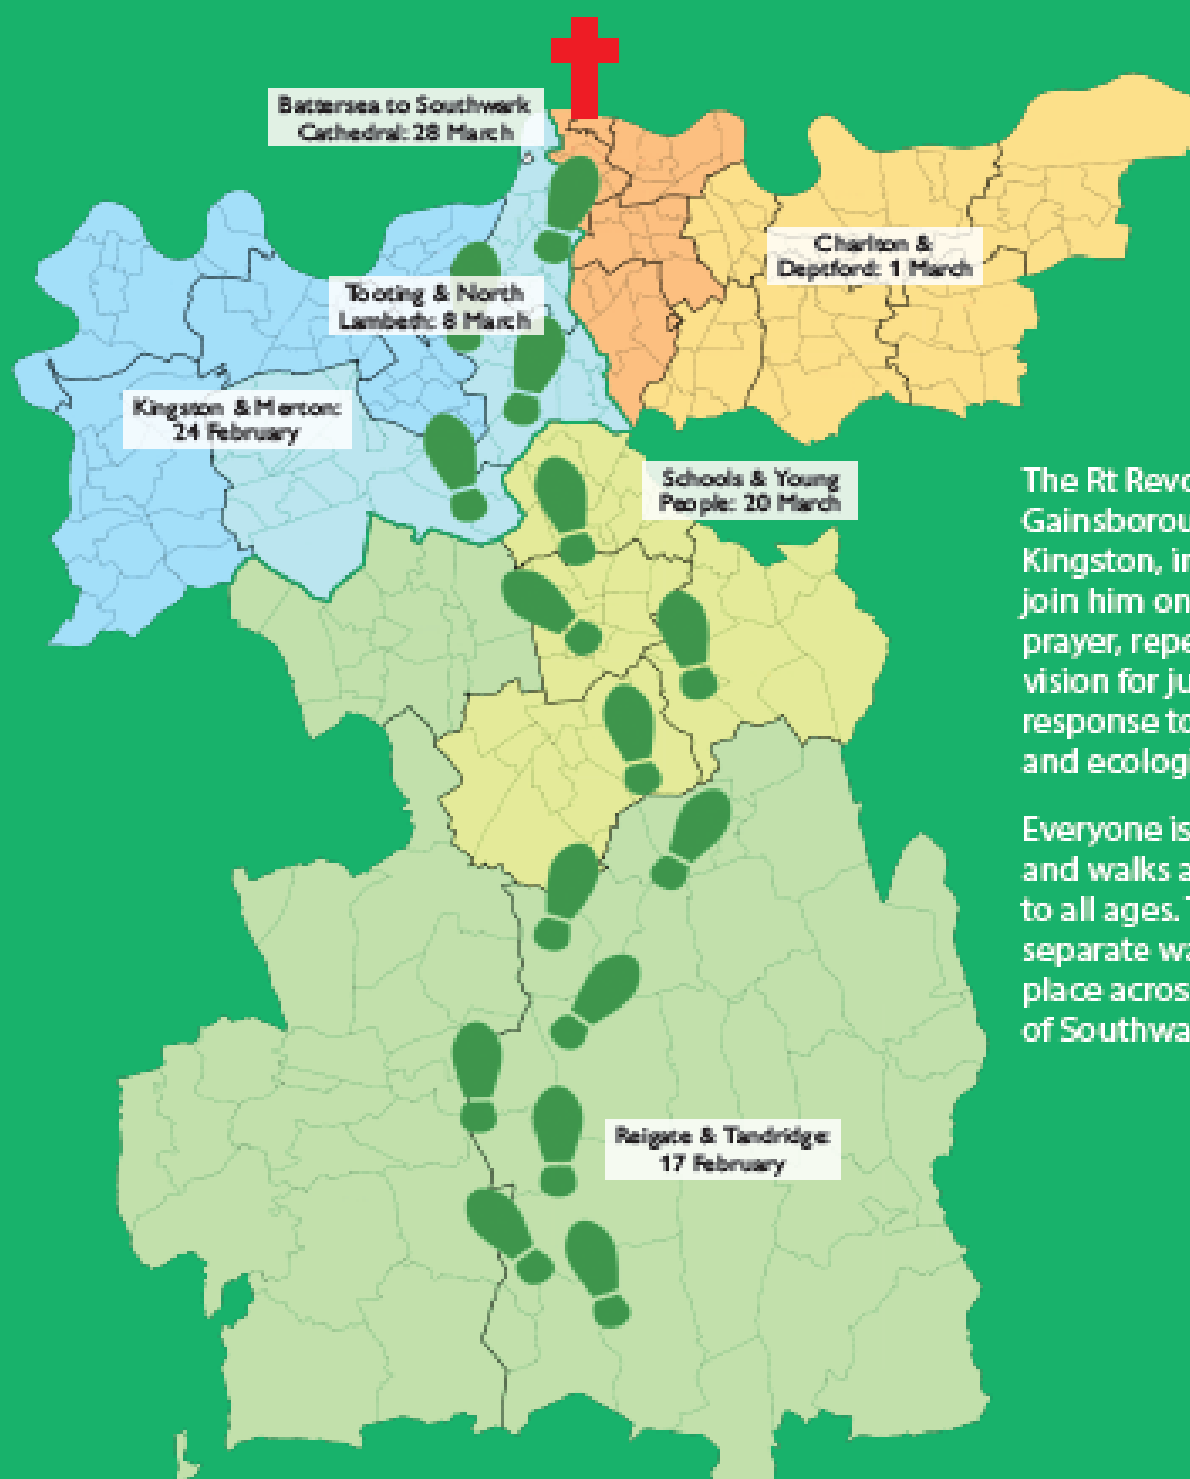 Battersea to Southwark
Cathedral: 28 March
Charlton &
Deptford: 1 March
Tooting & North
Lambeth: 8 March
Kingston & Merton:
24 February
Schools & Young
People: 20 March
Reigate & Tandridge
17 February
The Rt Revd
Gainsborou
Kingston, in
join him on
prayer, repe
vision for ju
response to
and ecologi
Everyone is
and walks a
to all ages. T
separate wa
place acros
of Southwa